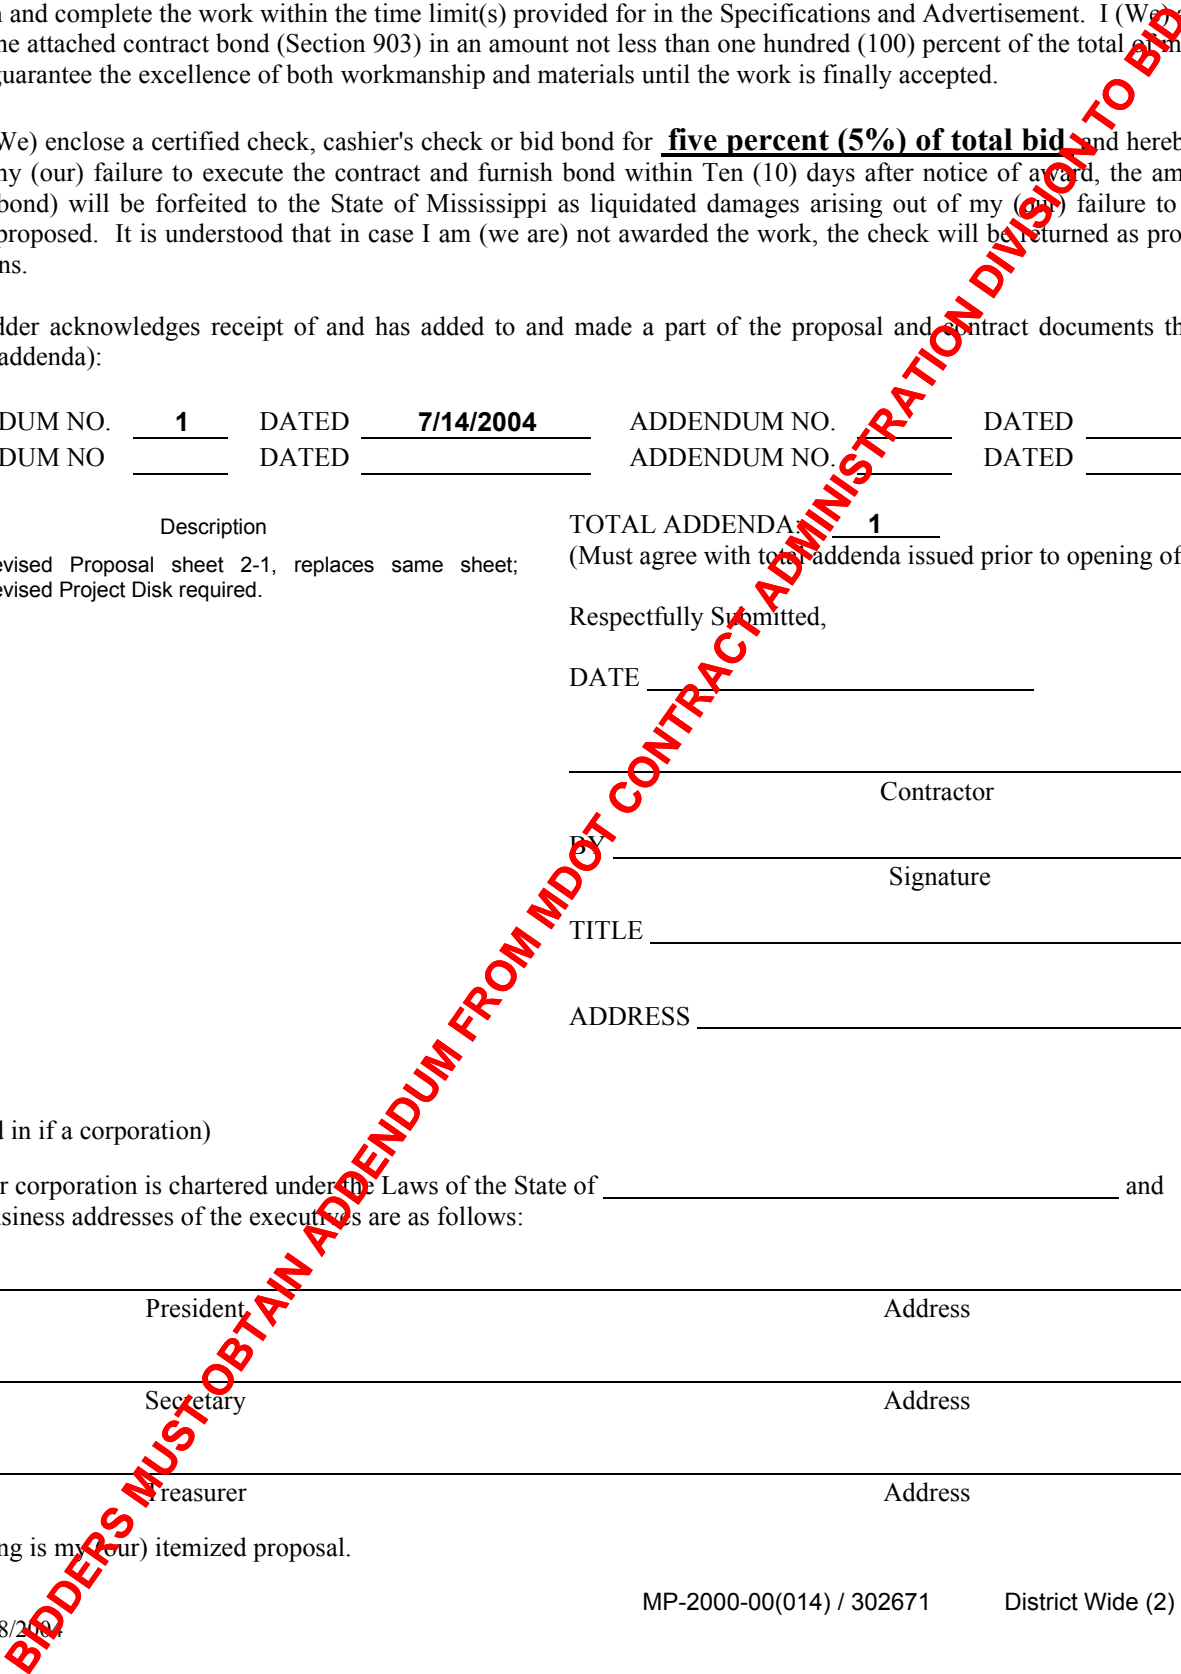 and complete the work within the time limit(s) provided for in the Specifications and Advertisement. I (We)
attached contract bond (Section 903) in an amount not less than one hundred (100) percent of the total of
guarantee the excellence of both workmanship and materials until the work is finally accepted.
We) enclose a certified check, cashier's check or bid bond for five percent (5%) of total bid and
my (our) failure to execute the contract and furnish bond within Ten (10) days after notice of award, the
bond) will be forfeited to the State of Mississippi as liquidated damages arising out of my (our) failure to
proposed. It is understood that in case I am (we are) not awarded the work, the check will be returned as
ns.
dder acknowledges receipt of and has added to and made a part of the proposal and contract documents
addenda):
DUM NO. 1 DATED 7/14/2004 ADDENDUM NO. DATED
DUM NO DATED ADDENDUM NO. DATED
Description
TOTAL ADDENDA: 1
(Must agree with total addenda issued prior to opening of
evised Proposal sheet 2-1, replaces same sheet;
evised Project Disk required.
Respectfully Submitted,
DATE
Contractor
BY
Signature
TITLE
ADDRESS
d in if a corporation)
r corporation is chartered under the Laws of the State of and
usiness addresses of the executives are as follows:
President Address
Secretary Address
Treasurer Address
ng is my (our) itemized proposal.
MP-2000-00(014) / 302671 District Wide (2)
8/2004
BIDDERS MUST OBTAIN ADDENDUM FROM MDOT CONTRACT ADMINISTRATION DIVISION TO BID